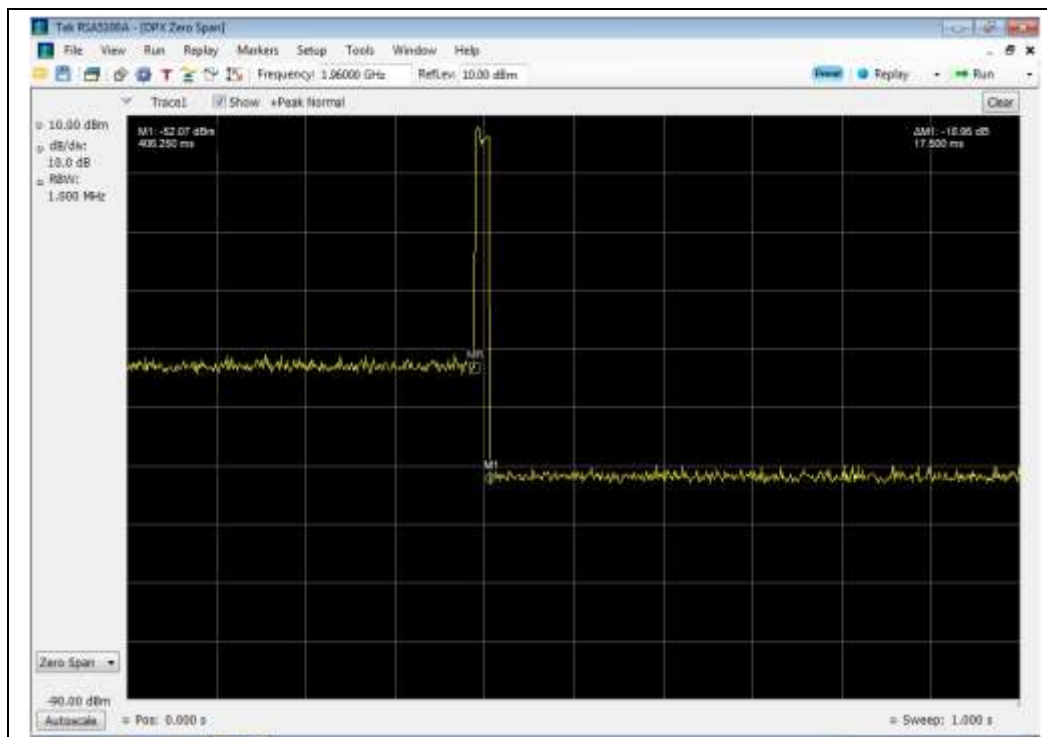 Tek RSA5100A - [DPX Zero Span]
File View Run Replay Markers Setup Tools Window Help
Frequency: 1.96000 GHz RefLev: 10.00 dBm Preset Replay Run
Trace1 Show +Peak Normal Clear
10.00 dBm
dB/div:
10.0 dB
RBW:
1.000 MHz
M1: -52.07 dBm
406.250 ms
ΔM1: -18.95 dB
17.500 ms
MR
M1
Zero Span
-90.00 dBm
Autoscale Pos: 0.000 s Sweep: 1.000 s